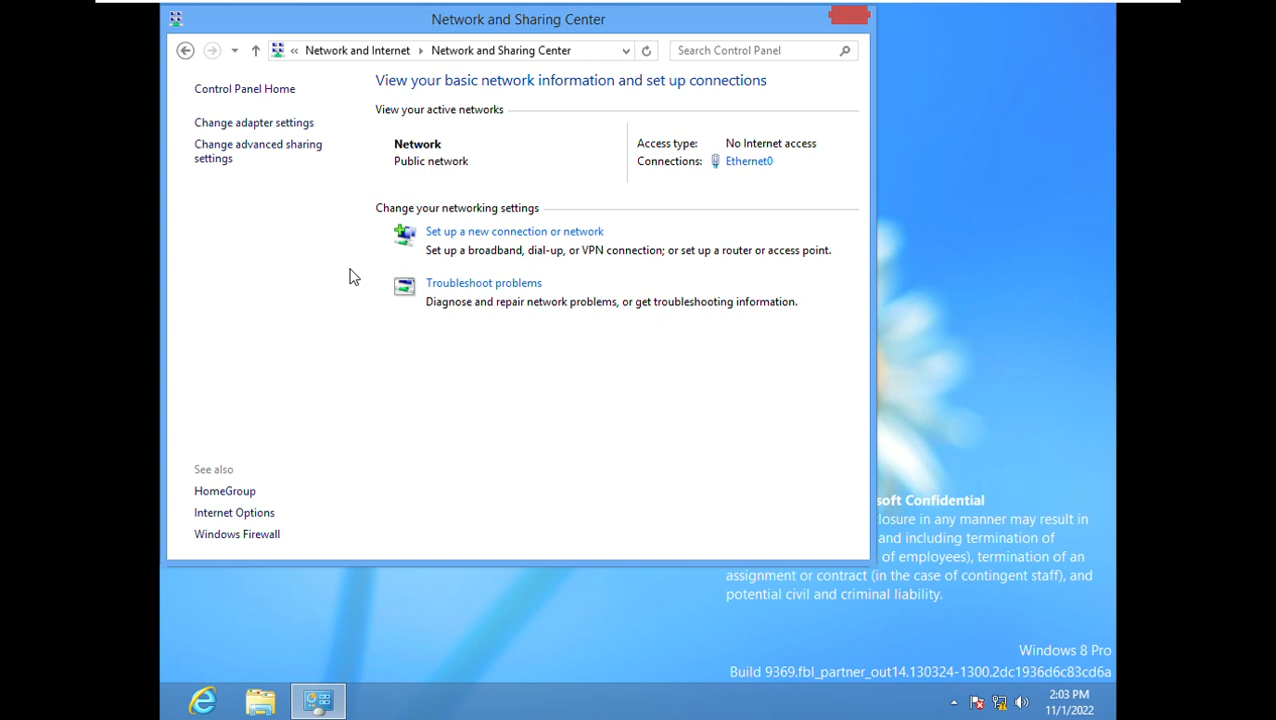 Network and Sharing Center
« Network and Internet ▸ Network and Sharing Center
Search Control Panel
Control Panel Home
Change adapter settings
Change advanced sharing
settings
View your basic network information and set up connections
View your active networks
Network
Public network
Access type: No Internet access
Connections: Ethernet0
Change your networking settings
Set up a new connection or network
Set up a broadband, dial-up, or VPN connection; or set up a router or access point.
Troubleshoot problems
Diagnose and repair network problems, or get troubleshooting information.
See also
HomeGroup
Internet Options
Windows Firewall
soft Confidential
closure in any manner may result in
and including termination of
of employees), termination of an
assignment or contract (in the case of contingent staff), and
potential civil and criminal liability.
Windows 8 Pro
Build 9369.fbl_partner_out14.130324-1300.2dc1936d6c83cd6a
2:03 PM
11/1/2022